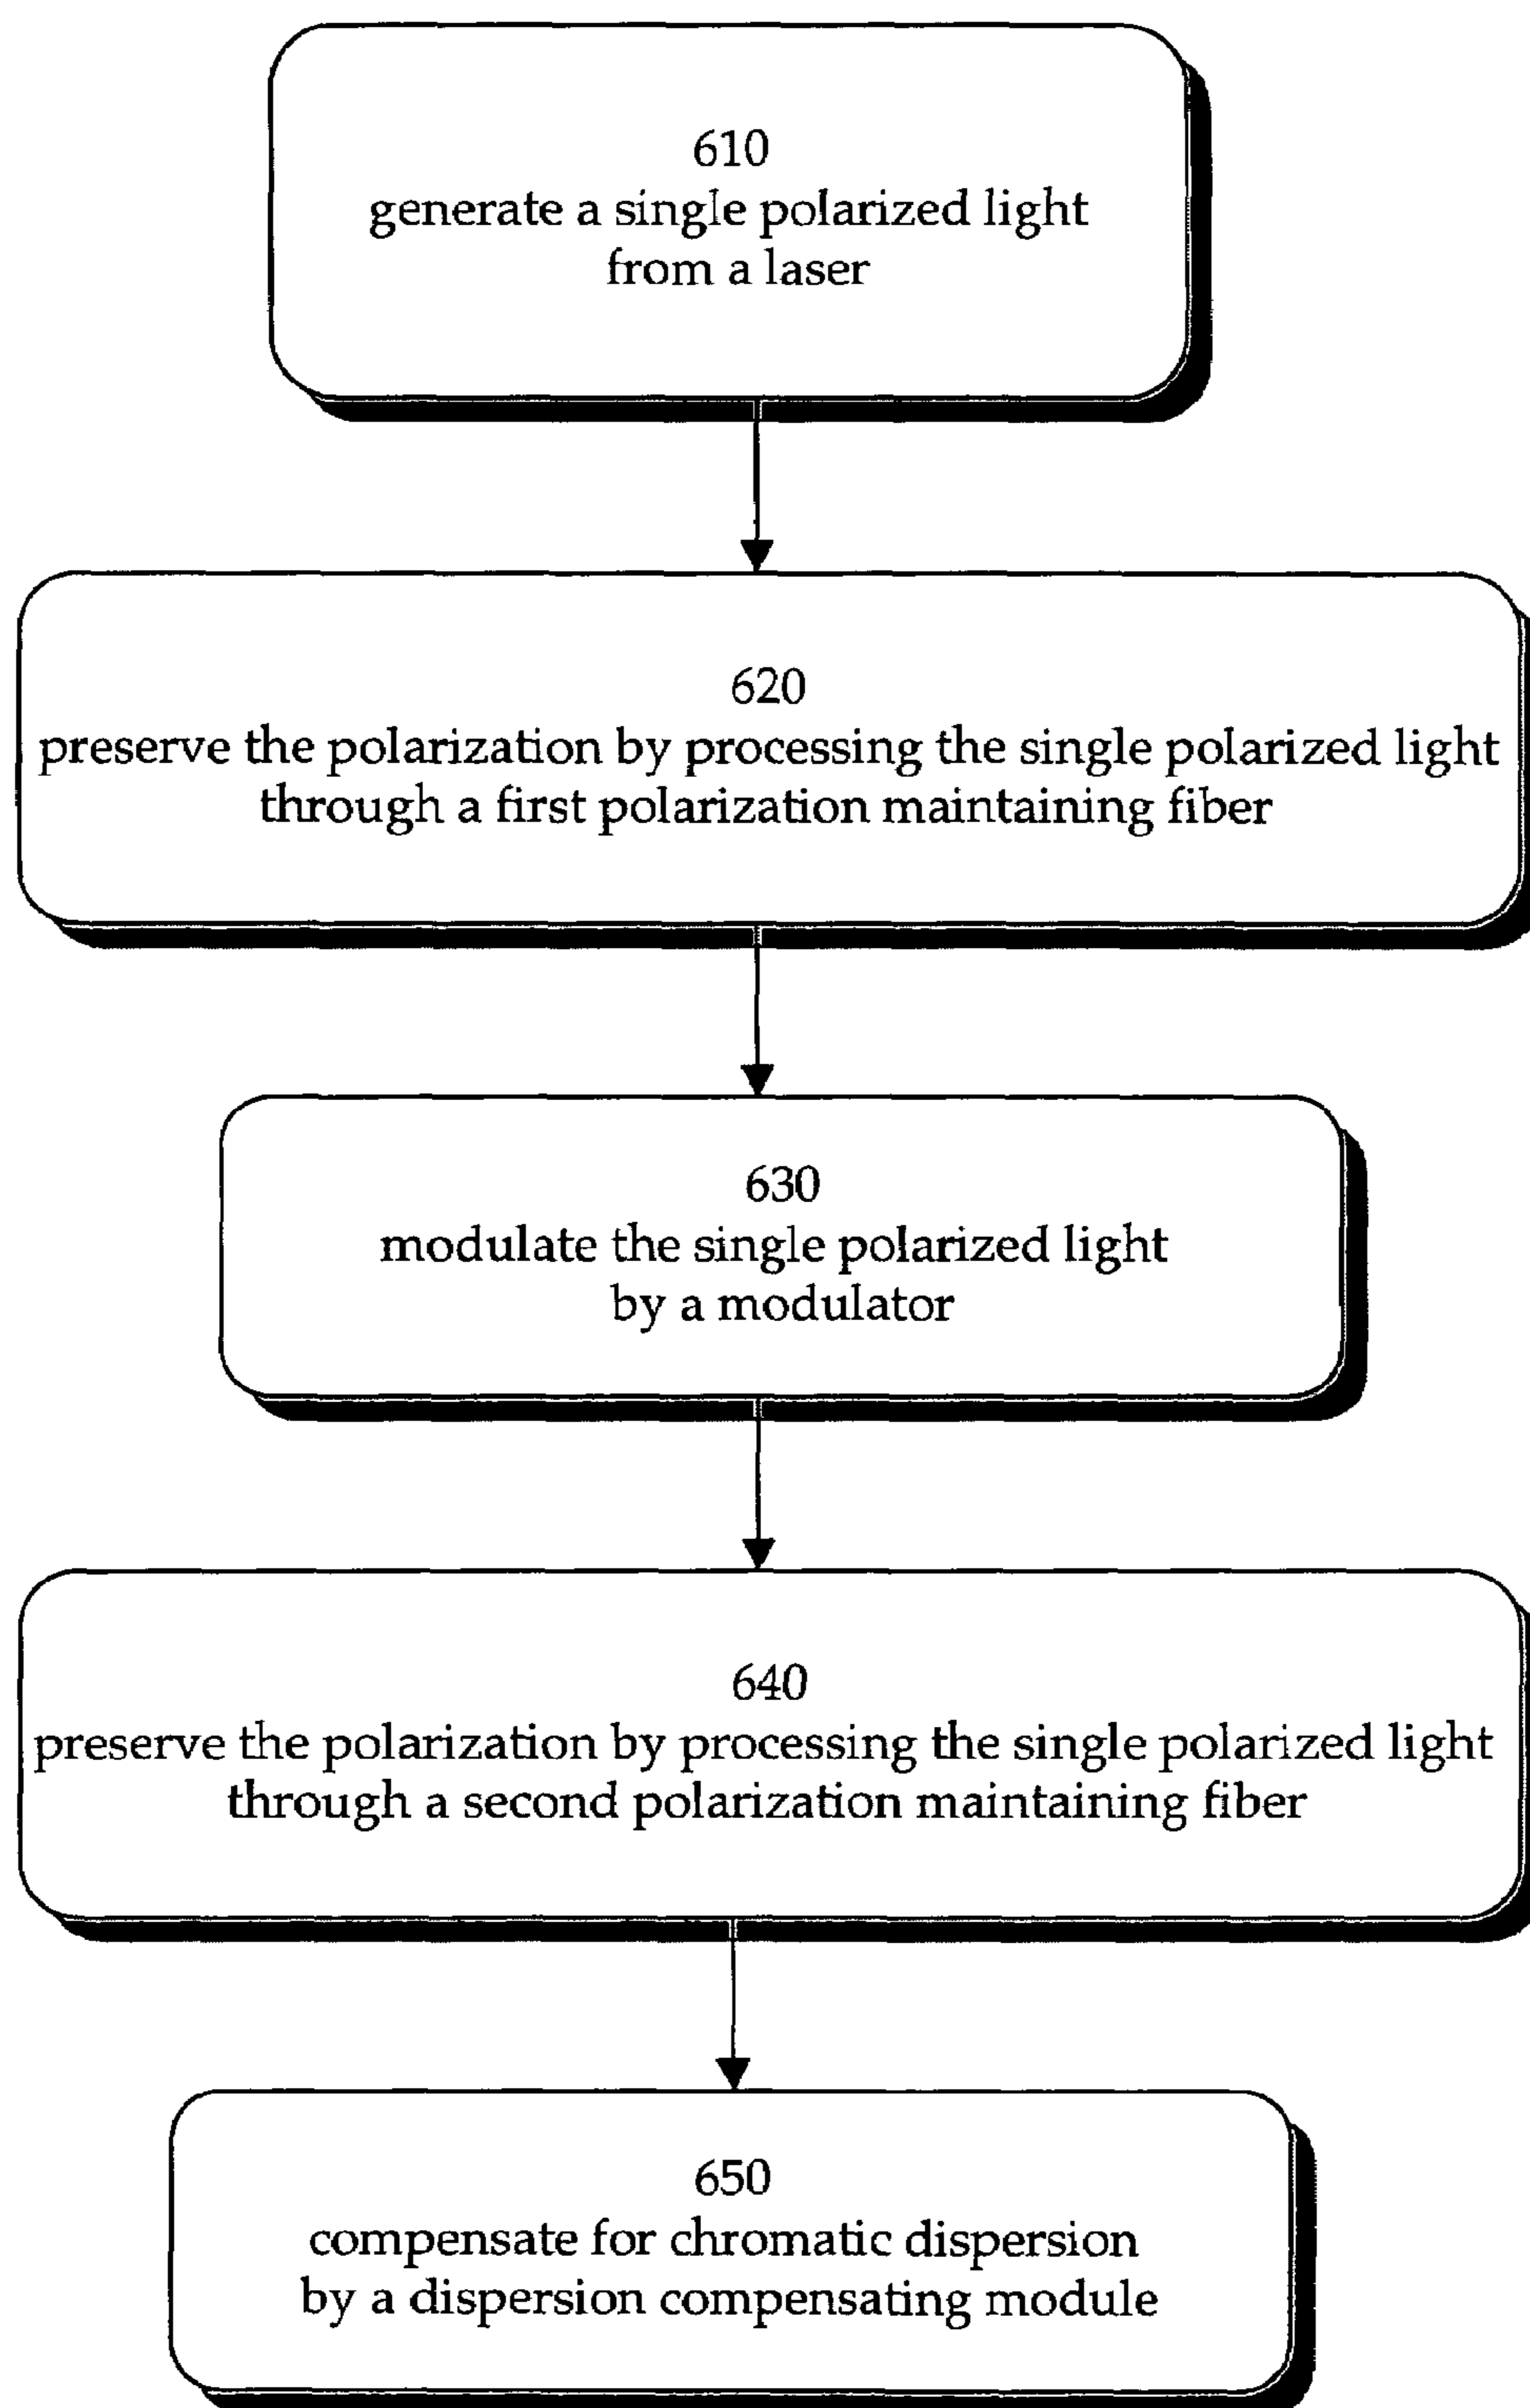 610
generate a single polarized light
from a laser
620
preserve the polarization by processing the single polarized light
through a first polarization maintaining fiber
630
modulate the single polarized light
by a modulator
640
preserve the polarization by processing the single polarized light
through a second polarization maintaining fiber
650
compensate for chromatic dispersion
by a dispersion compensating module